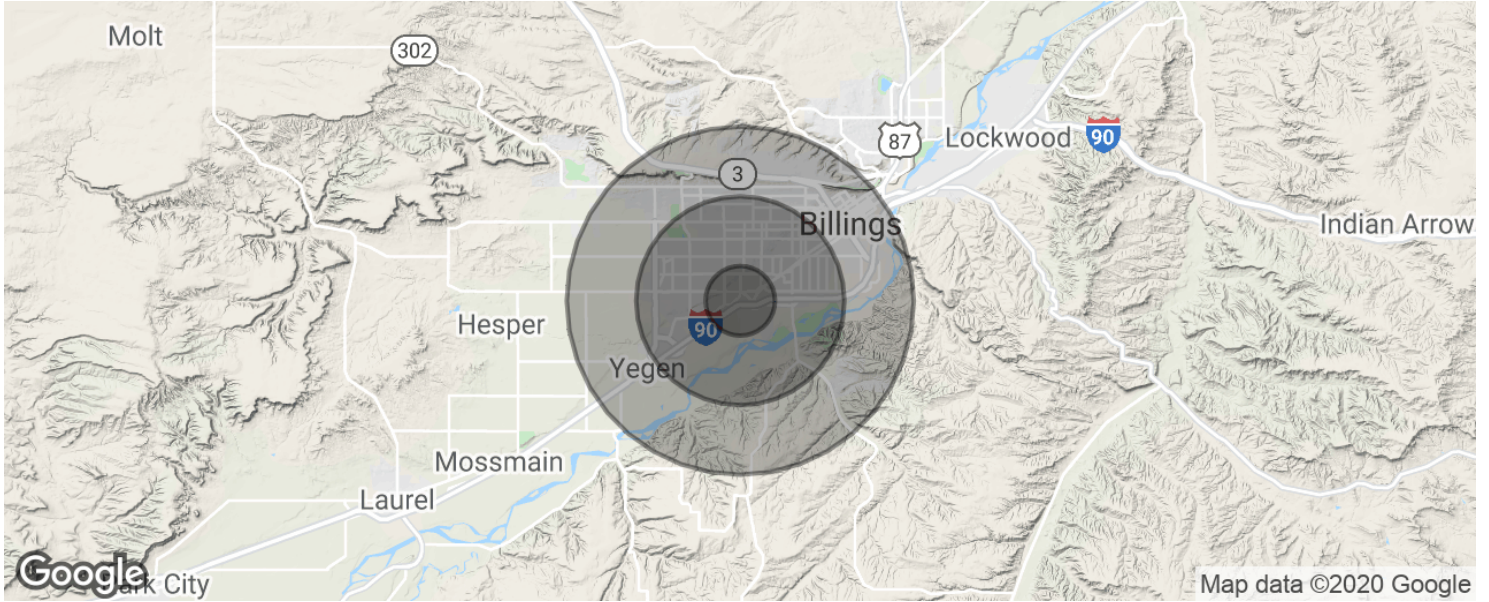 Molt
302
87
Lockwood
90
3
Billings
Indian Arrow
Hesper
90
Yegen
Mossmain
Laurel
Google
Park City
Map data ©2020 Google